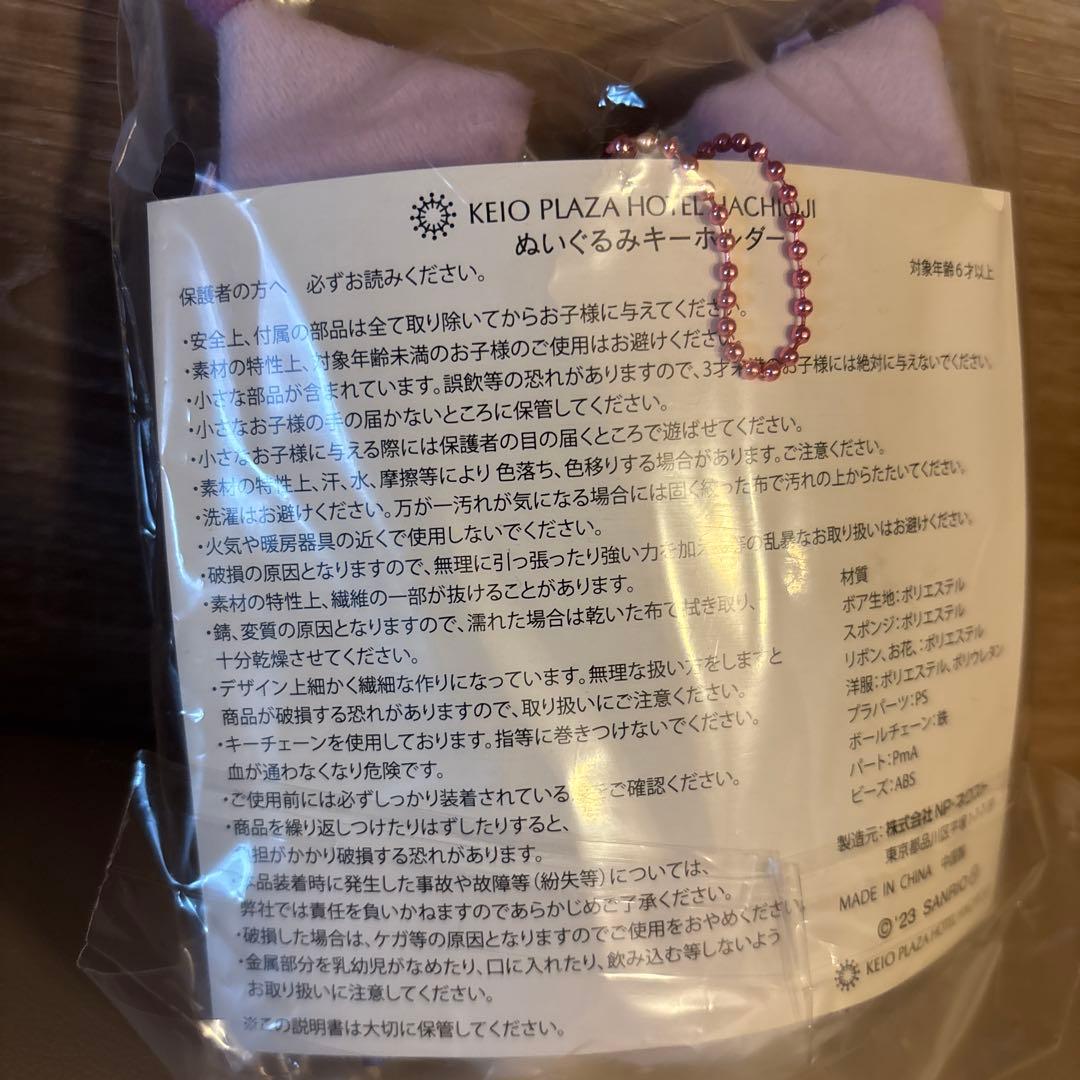 KEIO PLAZA HOTEL HACHIOJI
ぬいぐるみキーホルダー
対象年齢6才以上
保護者の方へ 必ずお読みください。
・安全上、付属の部品は全て取り除いてからお子様に与えてください。
・素材の特性上、対象年齢未満のお子様のご使用はお避けください。
・小さな部品が含まれています。誤飲等の恐れがありますので、3才未満のお子様には絶対に与えないでください。
・小さなお子様の手の届かないところに保管してください。
・小さなお子様に与える際には保護者の目の届くところで遊ばせてください。
・素材の特性上、汗、水、摩擦等により色落ち、色移りする場合があります。ご注意ください。
・洗濯はお避けください。万が一汚れが気になる場合には固く絞った布で汚れの上からたたいてください。
・火気や暖房器具の近くで使用しないでください。
・破損の原因となりますので、無理に引っ張ったり強い力を加える等の乱暴なお取り扱いはお避けください。
・素材の特性上、繊維の一部が抜けることがあります。
・錆、変質の原因となりますので、濡れた場合は乾いた布で拭き取り、
十分乾燥させてください。
・デザイン上細かく繊細な作りになっています。無理な扱い方をしますと
商品が破損する恐れがありますので、取り扱いにご注意ください。
・キーチェーンを使用しております。指等に巻きつけないでください。
血が通わなくなり危険です。
・ご使用前には必ずしっかり装着されている ご確認ください。
・商品を繰り返しつけたりはずしたりすると、
負担がかかり破損する恐れがあります。
本品装着時に発生した事故や故障等(紛失等)については、
弊社では責任を負いかねますのであらかじめご了承ください。
・破損した場合は、ケガ等の原因となりますのでご使用をおやめください。
・金属部分を乳幼児がなめたり、口に入れたり、飲み込む等しないよう
お取り扱いに注意してください。
※この説明書は大切に保管してください。
材質
ボア生地:ポリエステル
スポンジ:ポリエステル
リボン、お花、:ポリエステル
洋服:ポリエステル、ポリウレタン
プラパーツ:PS
ボールチェーン:鉄
パート:PmA
ビーズ:ABS
製造元:株式会社NP-ネクスト
東京都品川区平塚
MADE IN CHINA 中国製
©'23 SANRIO
KEIO PLAZA HOTEL